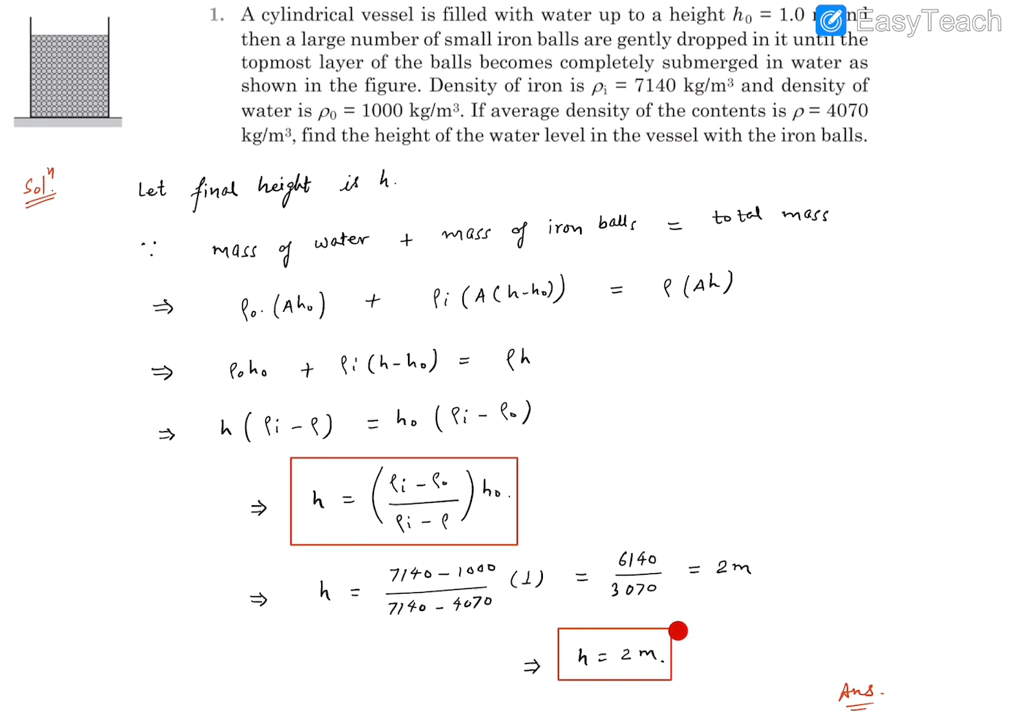 1. A cylindrical vessel is filled with water up to a height h₀ = 1.0 EasyTeach
then a large number of small iron balls are gently dropped in it until the
topmost layer of the balls becomes completely submerged in water as
shown in the figure. Density of iron is ρᵢ = 7140 kg/m³ and density of
water is ρ₀ = 1000 kg/m³. If average density of the contents is ρ = 4070
kg/m³, find the height of the water level in the vessel with the iron balls.
Solⁿ. Let final height is h.
∵ mass of water + mass of iron balls = total mass
⇒ ρ₀.(Ah₀) + ρᵢ(A(h-h₀)) = ρ(Ah)
⇒ ρ₀h₀ + ρᵢ(h-h₀) = ρh
⇒ h(ρᵢ - ρ) = h₀(ρᵢ - ρ₀)
⇒ h = (ρᵢ - ρ₀ / ρᵢ - ρ) h₀.
⇒ h = 7140 - 1000 / 7140 - 4070 (1) = 6140 / 3070 = 2m
⇒ h = 2 m.
Ans.